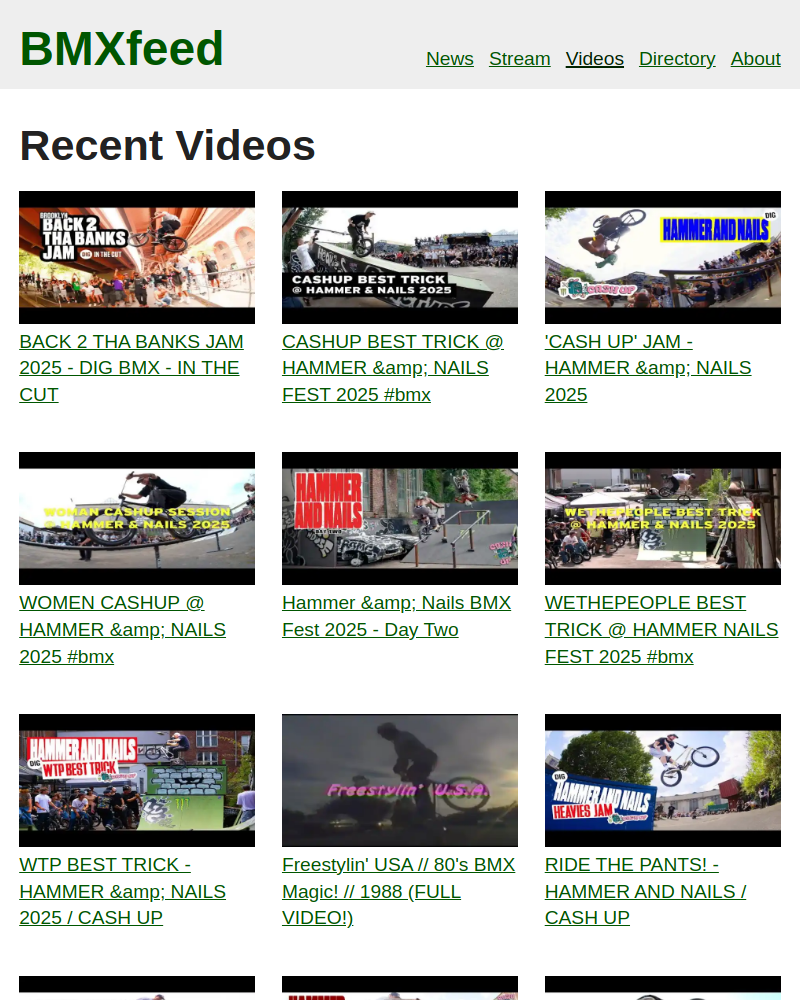 BMXfeed
News Stream Videos Directory About
Recent Videos
BROOKLYN
BACK 2
THA BANKS
JAM
DIG IN THE CUT
CASHUP BEST TRICK
@ HAMMER & NAILS 2025
DIG
HAMMER AND NAILS
CASH UP
BACK 2 THA BANKS JAM
2025 - DIG BMX - IN THE
CUT
CASHUP BEST TRICK @
HAMMER &amp; NAILS
FEST 2025 #bmx
'CASH UP' JAM -
HAMMER &amp; NAILS
2025
WOMAN CASHUP SESSION
@ HAMMER & NAILS 2025
HAMMER
AND NAILS
DAY TWO
WETHEPEOPLE BEST TRICK
@ HAMMER & NAILS 2025
WOMEN CASHUP @
HAMMER &amp; NAILS
2025 #bmx
Hammer &amp; Nails BMX
Fest 2025 - Day Two
WETHEPEOPLE BEST
TRICK @ HAMMER NAILS
FEST 2025 #bmx
HAMMER AND NAILS
DIG
WTP BEST TRICK
Freestylin' U.S.A.
DIG
HAMMER AND NAILS
HEAVIES JAM
WTP BEST TRICK -
HAMMER &amp; NAILS
2025 / CASH UP
Freestylin' USA // 80's BMX
Magic! // 1988 (FULL
VIDEO!)
RIDE THE PANTS! -
HAMMER AND NAILS /
CASH UP